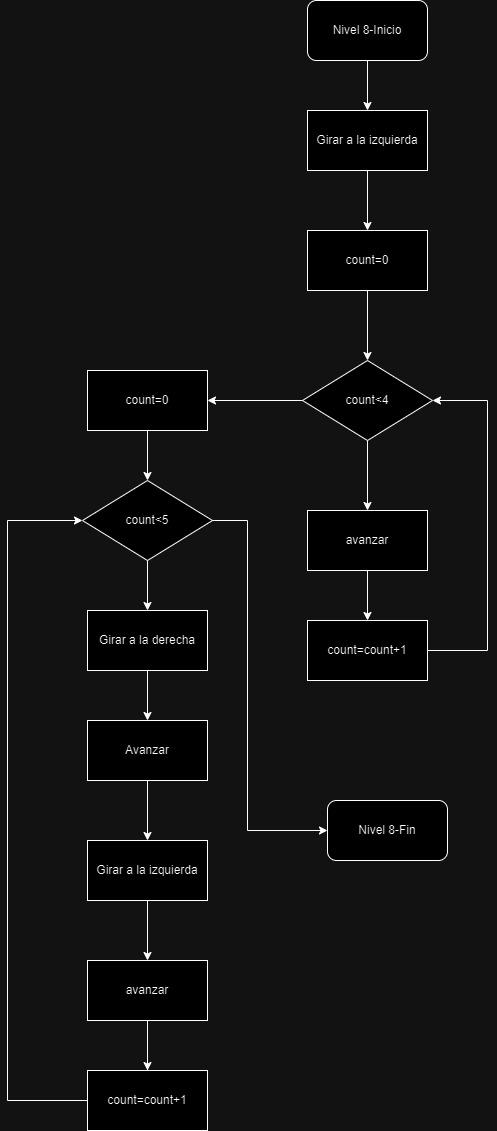 Nivel 8-Inicio
Girar a la izquierda
count=0
count<4
avanzar
count=count+1
count=0
count<5
Girar a la derecha
Avanzar
Girar a la izquierda
avanzar
count=count+1
Nivel 8-Fin